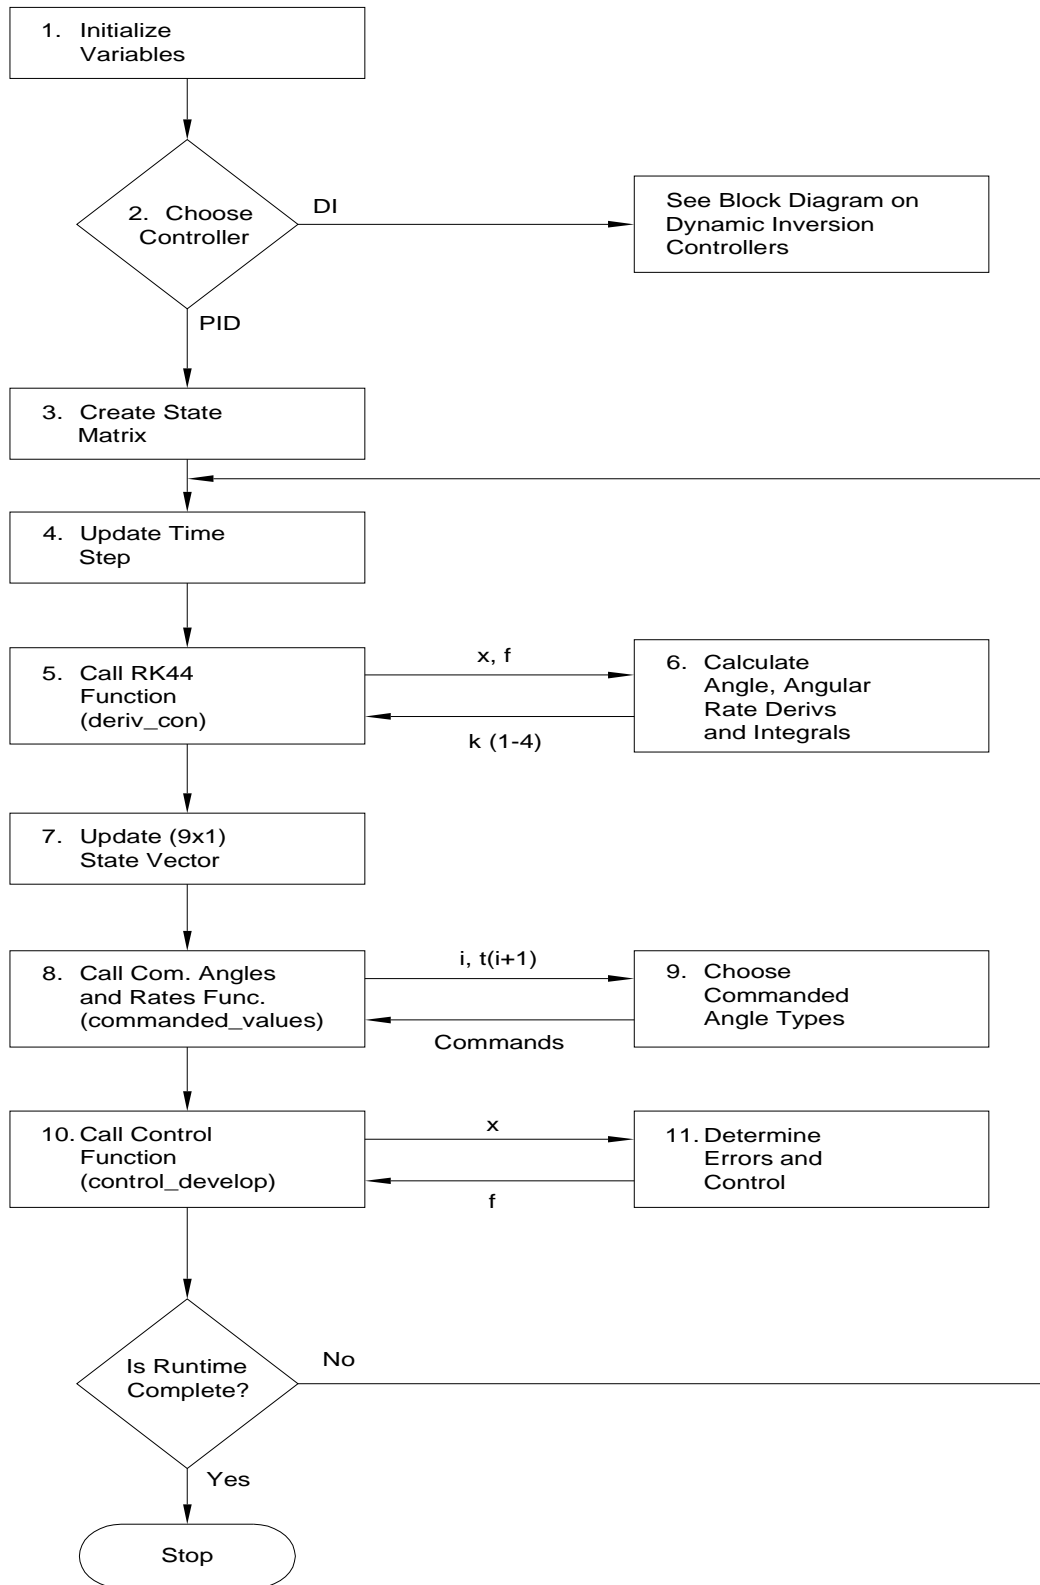 1. Initialize
Variables
2. Choose
Controller
DI
See Block Diagram on
Dynamic Inversion
Controllers
PID
3. Create State
Matrix
4. Update Time
Step
5. Call RK44
Function
(deriv_con)
x, f
k (1-4)
6. Calculate
Angle, Angular
Rate Derivs
and Integrals
7. Update (9x1)
State Vector
8. Call Com. Angles
and Rates Func.
(commanded_values)
i, t(i+1)
Commands
9. Choose
Commanded
Angle Types
10. Call Control
Function
(control_develop)
x
f
11. Determine
Errors and
Control
Is Runtime
Complete?
No
Yes
Stop